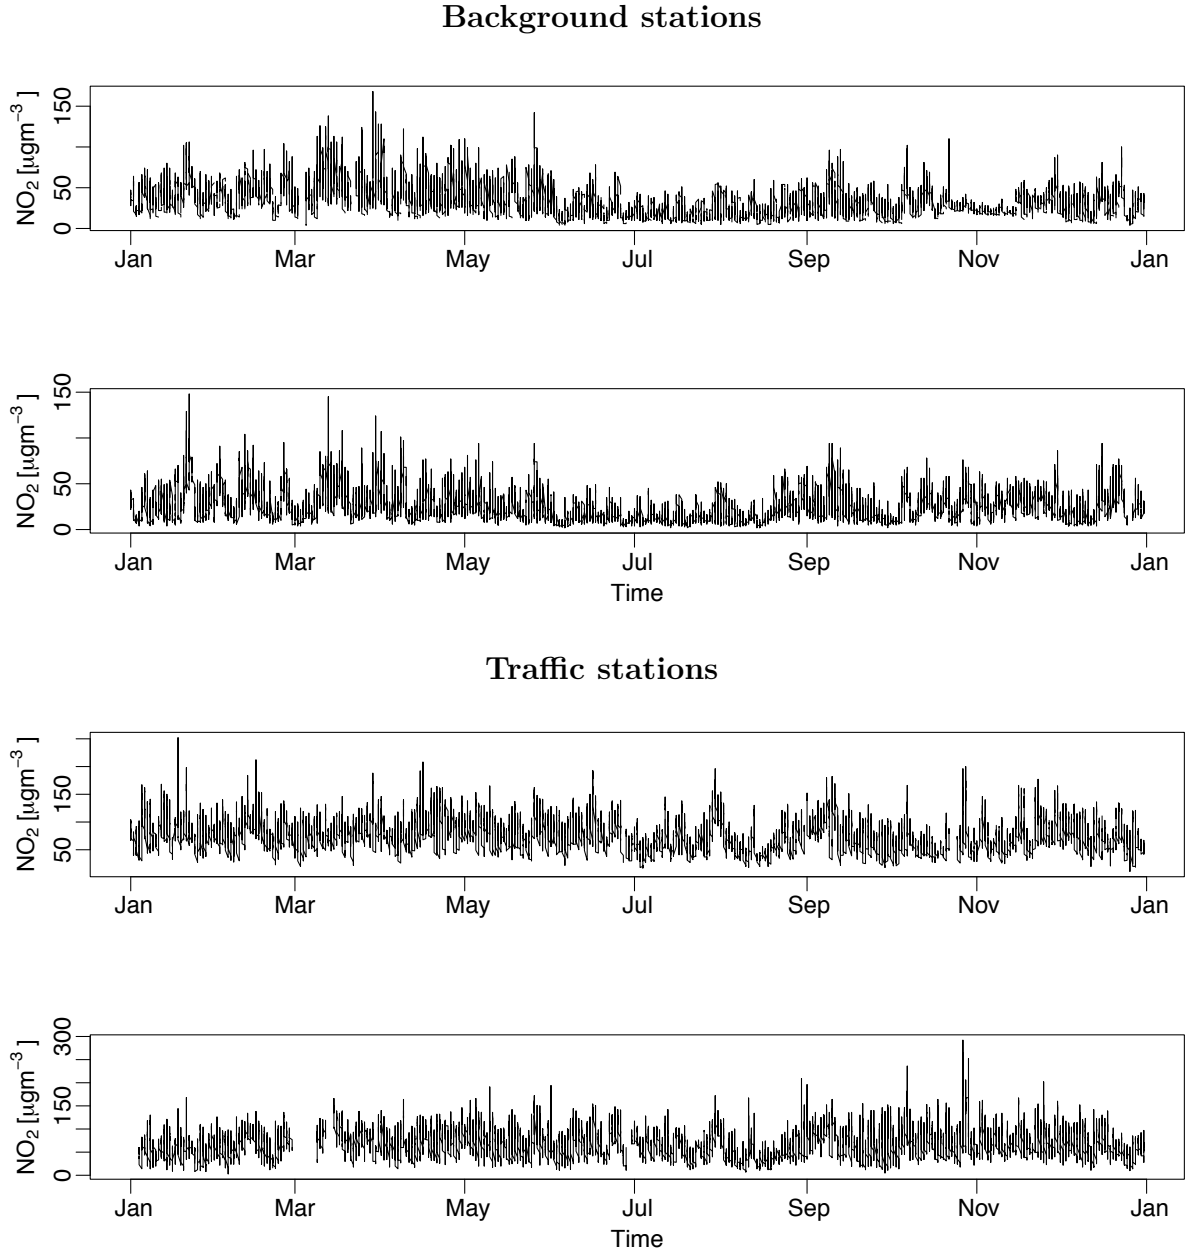 Background stations
NO₂ [μgm⁻³ ]
0 50 150
Jan Mar May Jul Sep Nov Jan
NO₂ [μgm⁻³ ]
0 50 150
Jan Mar May Jul Sep Nov Jan
Time
Traffic stations
NO₂ [μgm⁻³ ]
50 150
Jan Mar May Jul Sep Nov Jan
NO₂ [μgm⁻³ ]
0 150 300
Jan Mar May Jul Sep Nov Jan
Time